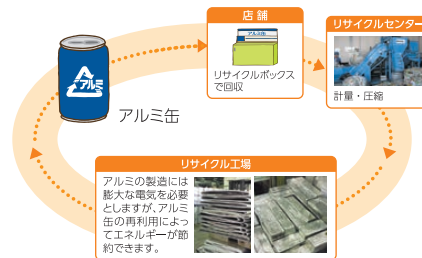 店 舗
アルミ缶
リサイクルボックス
で回収
リサイクルセンター
計量・圧縮
アルミ
アルミ缶
リサイクル工場
アルミの製造には
膨大な電気を必要
としますが、アルミ
缶の再利用によっ
てエネルギーが節
約できます。